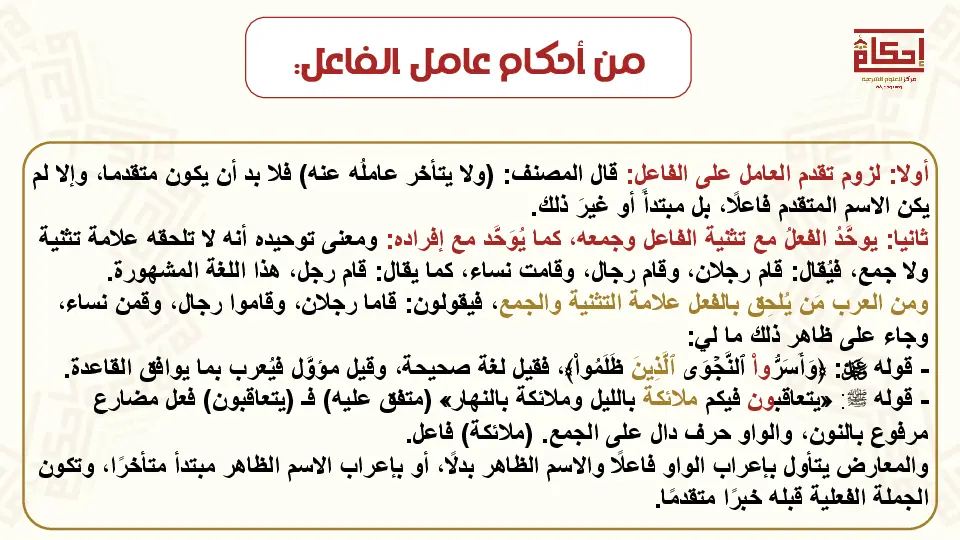 من أحكام عامل الفاعل:
إحكام
مركز للعلوم الشرعية
أولا: لزوم تقدم العامل على الفاعل: قال المصنف: (ولا يتأخر عاملُه عنه) فلا بد أن يكون متقدما، وإلا لم
يكن الاسم المتقدم فاعلًا، بل مبتدأً أو غيرَ ذلك.
ثانيا: يوحَّدُ الفعلُ مع تثنية الفاعل وجمعه، كما يُوَحَّد مع إفراده: ومعنى توحيده أنه لا تلحقه علامة تثنية
ولا جمع، فيُقال: قام رجلان، وقام رجال، وقامت نساء، كما يقال: قام رجل، هذا اللغة المشهورة.
ومن العرب مَن يُلحِق بالفعل علامة التثنية والجمع، فيقولون: قاما رجلان، وقاموا رجال، وقمن نساء،
وجاء على ظاهر ذلك ما لي:
- قوله ﷻ: ﴿وَأَسَرُّواْ ٱلنَّجۡوَى ٱلَّذِينَ ظَلَمُواْ﴾، فقيل لغة صحيحة، وقيل مؤوَّل فيُعرب بما يوافق القاعدة.
- قوله ﷺ: «يتعاقبون فيكم ملائكة بالليل وملائكة بالنهار» (متفق عليه) فـ (يتعاقبون) فعل مضارع
مرفوع بالنون، والواو حرف دال على الجمع. (ملائكة) فاعل.
والمعارض يتأول بإعراب الواو فاعلًا والاسم الظاهر بدلًا، أو بإعراب الاسم الظاهر مبتدأ متأخرًا، وتكون
الجملة الفعلية قبله خبرًا متقدمًا.